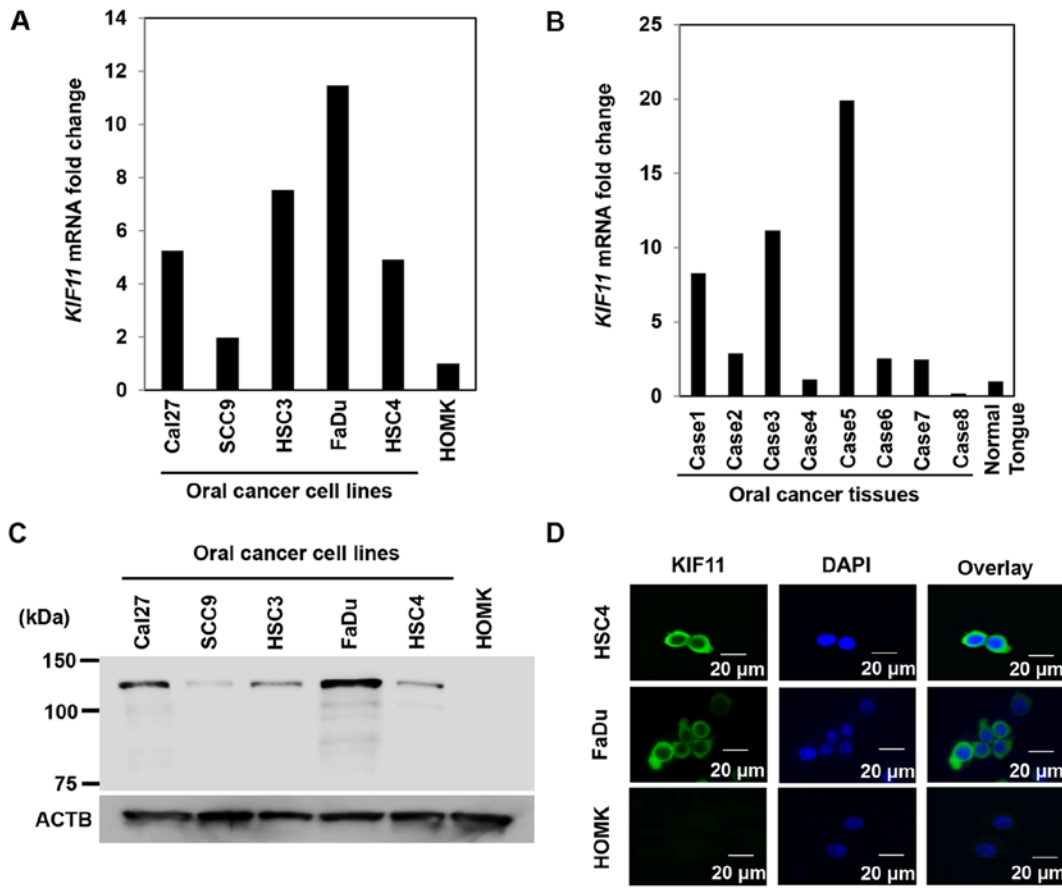 A
KIF11 mRNA fold change
14
12
10
8
6
4
2
0
Cal27
SCC9
HSC3
FaDu
HSC4
HOMK
Oral cancer cell lines
B
KIF11 mRNA fold change
25
20
15
10
5
0
Case1
Case2
Case3
Case4
Case5
Case6
Case7
Case8
Normal
Tongue
Oral cancer tissues
C
Oral cancer cell lines
(kDa)
Cal27
SCC9
HSC3
FaDu
HSC4
HOMK
150
100
75
ACTB
D
KIF11 DAPI Overlay
HSC4
20 µm 20 µm 20 µm
FaDu
20 µm 20 µm 20 µm
HOMK
20 µm 20 µm 20 µm